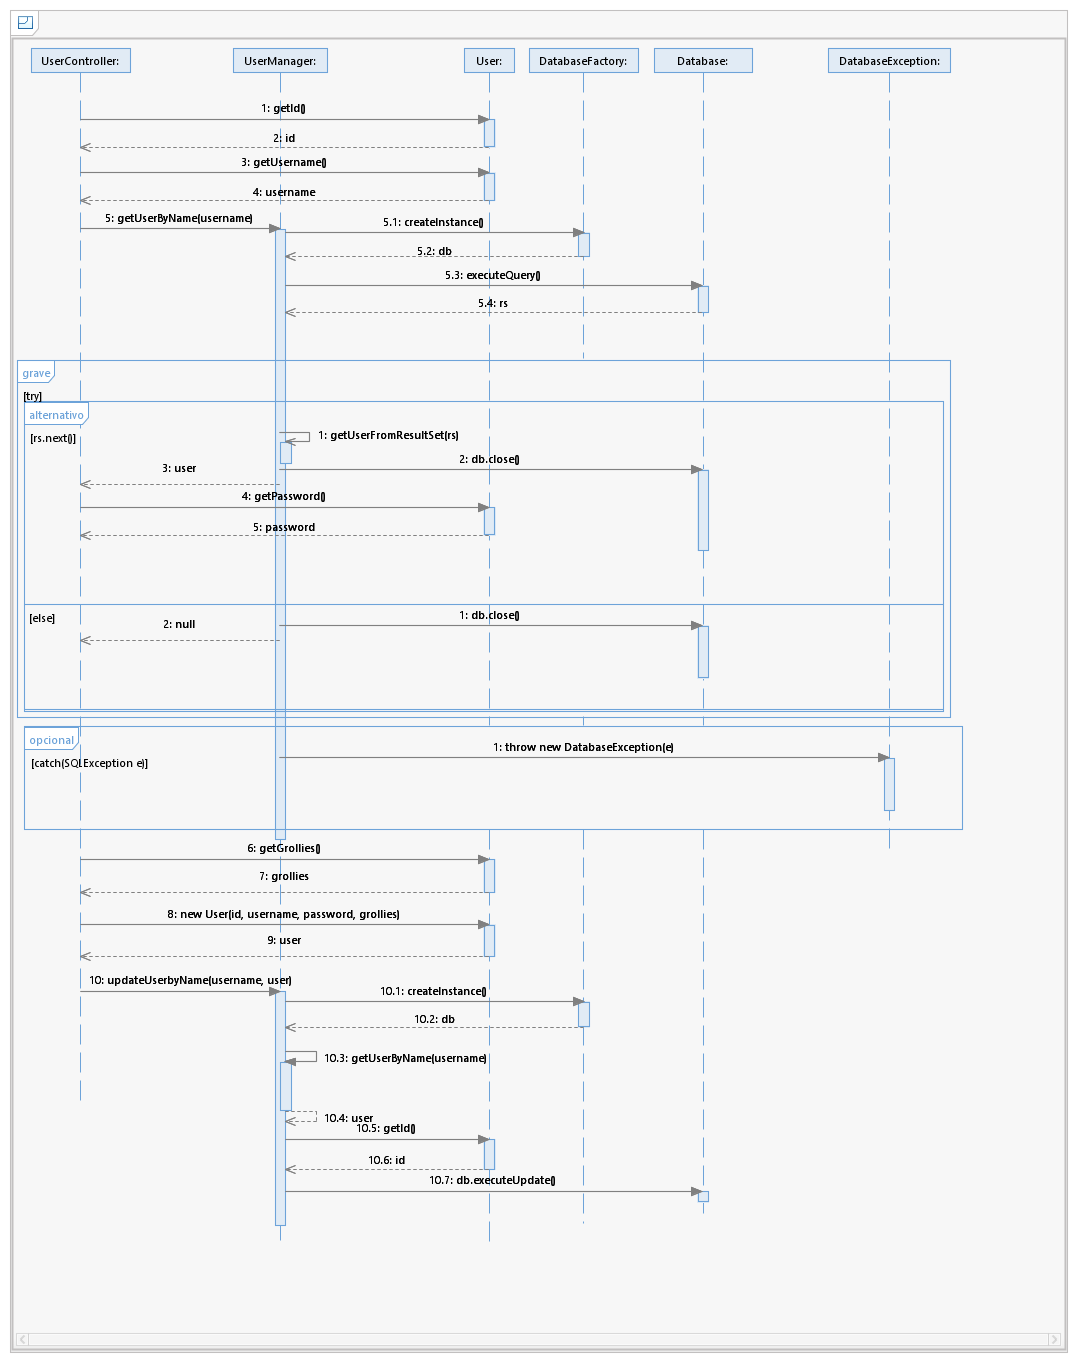 UserController:
UserManager:
User:
DatabaseFactory:
Database:
DatabaseException:
1: getId()
2: id
3: getUsername()
4: username
5: getUserByName(username)
5.1: createInstance()
5.2: db
5.3: executeQuery()
5.4: rs
grave
[try]
alternativo
[rs.next()]
1: getUserFromResultSet(rs)
2: db.close()
3: user
4: getPassword()
5: password
[else]
1: db.close()
2: null
opcional
1: throw new DatabaseException(e)
[catch(SQLException e)]
6: getGrollies()
7: grollies
8: new User(id, username, password, grollies)
9: user
10: updateUserbyName(username, user)
10.1: createInstance()
10.2: db
10.3: getUserByName(username)
10.4: user
10.5: getId()
10.6: id
10.7: db.executeUpdate()